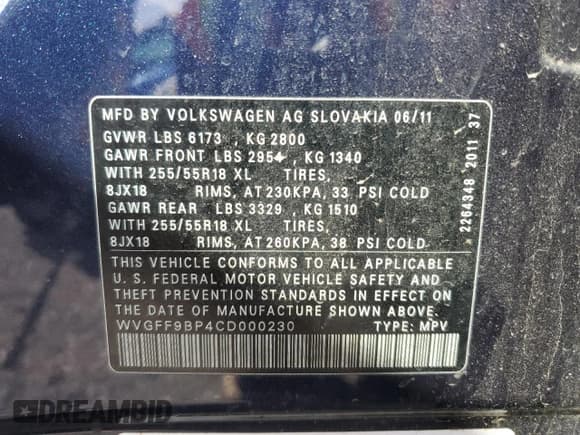 MFD BY VOLKSWAGEN AG SLOVAKIA 06/11
GVWR LBS 6173 , KG 2800
GAWR FRONT LBS 2954 , KG 1340
WITH 255/55R18 XL TIRES,
8JX18 RIMS, AT 230KPA, 33 PSI COLD
GAWR REAR LBS 3329 , KG 1510
WITH 255/55R18 XL TIRES,
8JX18 RIMS, AT 260KPA, 38 PSI COLD
THIS VEHICLE CONFORMS TO ALL APPLICABLE
U. S. FEDERAL MOTOR VEHICLE SAFETY AND
THEFT PREVENTION STANDARDS IN EFFECT ON
THE DATE OF MANUFACTURE SHOWN ABOVE
WVGFF9BP4CD000230 TYPE: MPV
2264348 2011 37
DREAMBID